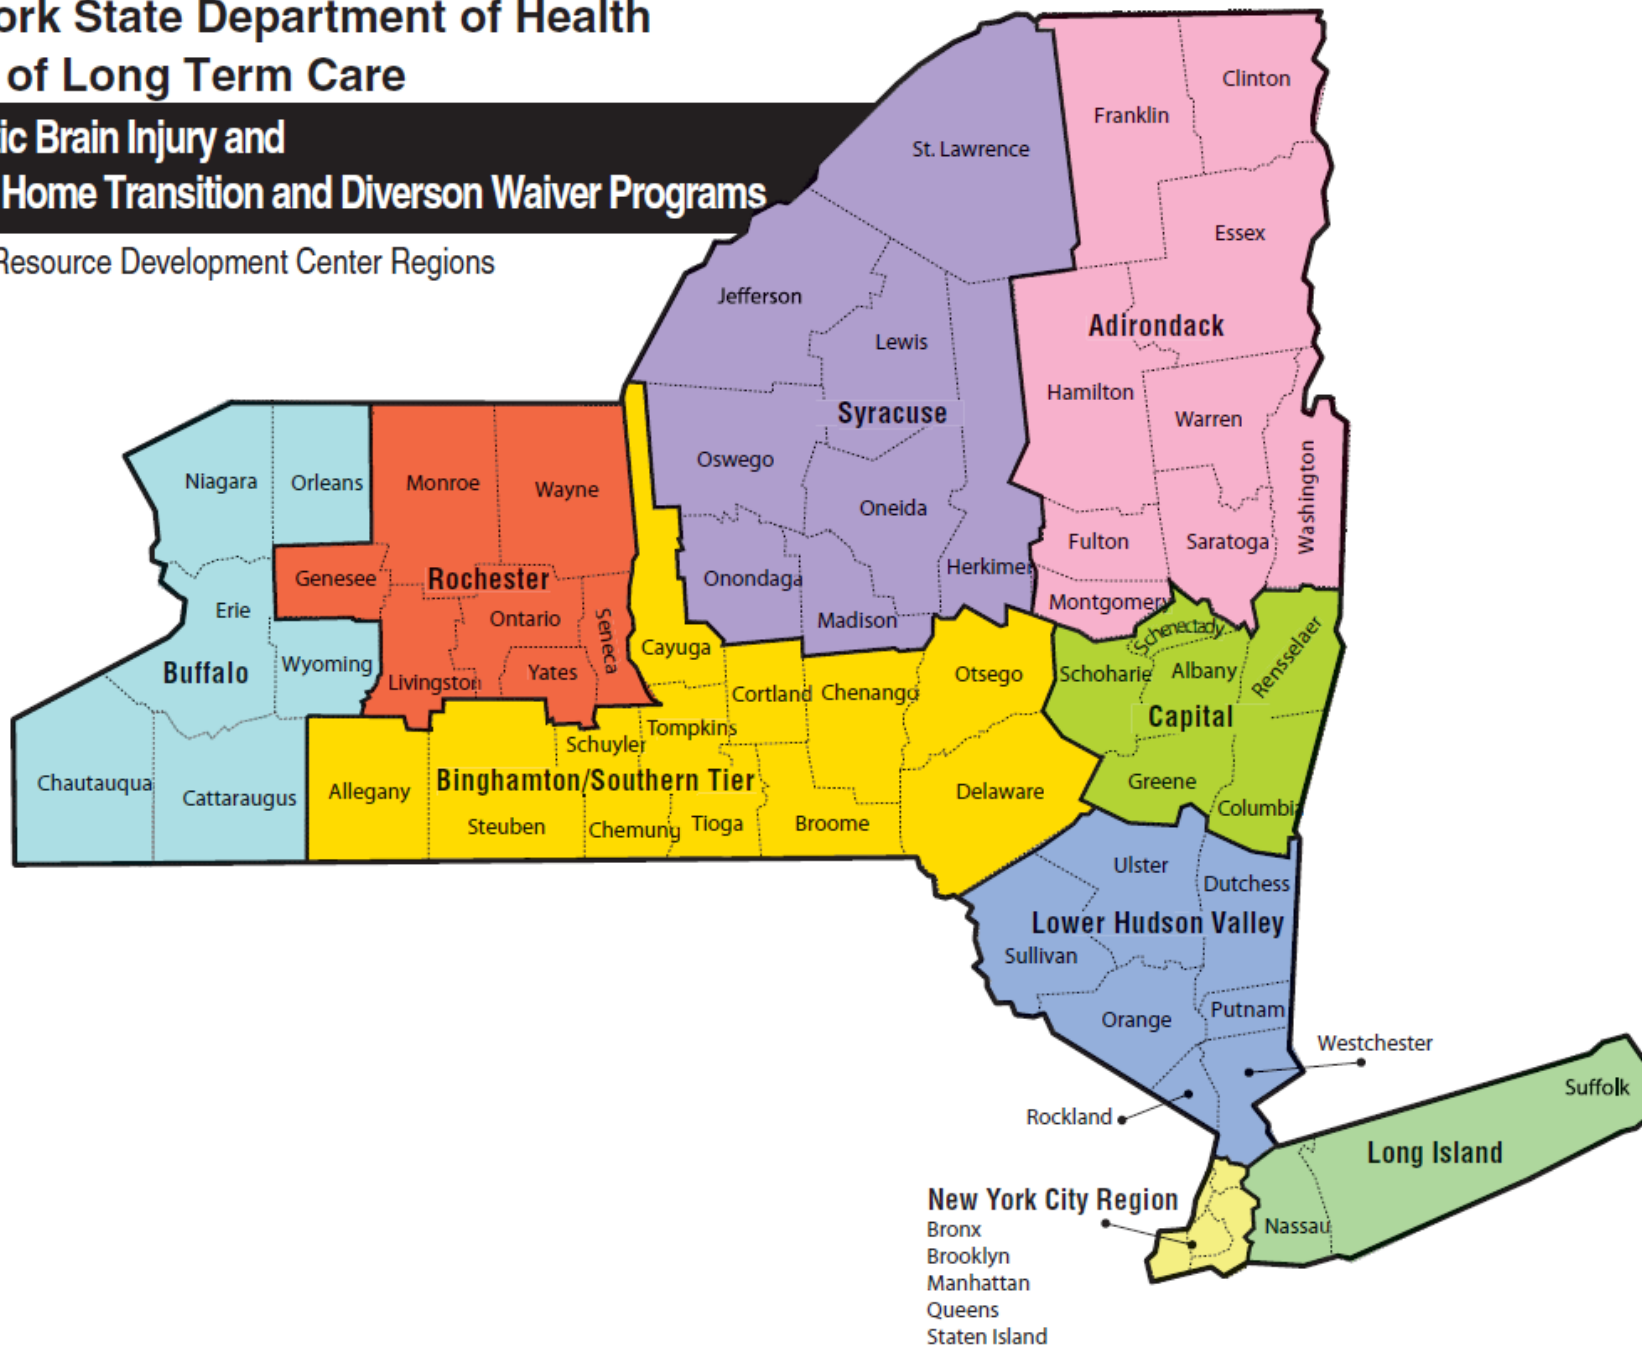 ork State Department of Health
of Long Term Care
ic Brain Injury and
Home Transition and Diverson Waiver Programs
Resource Development Center Regions
Clinton
Franklin
St. Lawrence
Essex
Jefferson
Adirondack
Lewis
Hamilton
Syracuse
Warren
Oswego
Washington
Niagara
Orleans
Monroe
Wayne
Oneida
Fulton
Saratoga
Herkimer
Genesee
Rochester
Onondaga
Montgomery
Erie
Ontario
Seneca
Madison
Schenectady
Rensselaer
Cayuga
Wyoming
Buffalo
Yates
Livingston
Otsego
Schoharie
Albany
Cortland
Chenango
Capital
Tompkins
Schuyler
Chautauqua
Cattaraugus
Allegany
Binghamton/Southern Tier
Delaware
Greene
Columbia
Steuben
Chemung
Tioga
Broome
Ulster
Dutchess
Lower Hudson Valley
Sullivan
Orange
Putnam
Westchester
Rockland
Suffolk
Long Island
Nassau
New York City Region
Bronx
Brooklyn
Manhattan
Queens
Staten Island